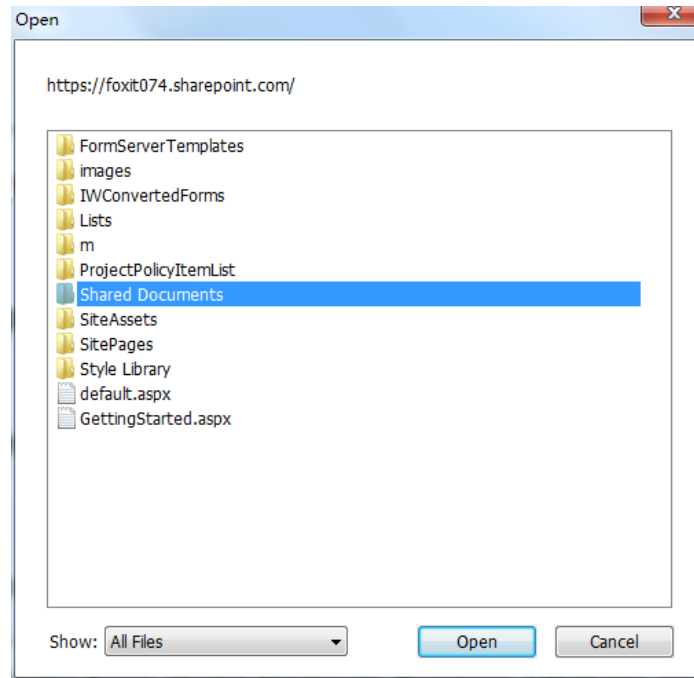 Open
https://foxit074.sharepoint.com/
FormServerTemplates
images
IWConvertedForms
Lists
m
ProjectPolicyItemList
Shared Documents
SiteAssets
SitePages
Style Library
default.aspx
GettingStarted.aspx
Show: All Files Open Cancel